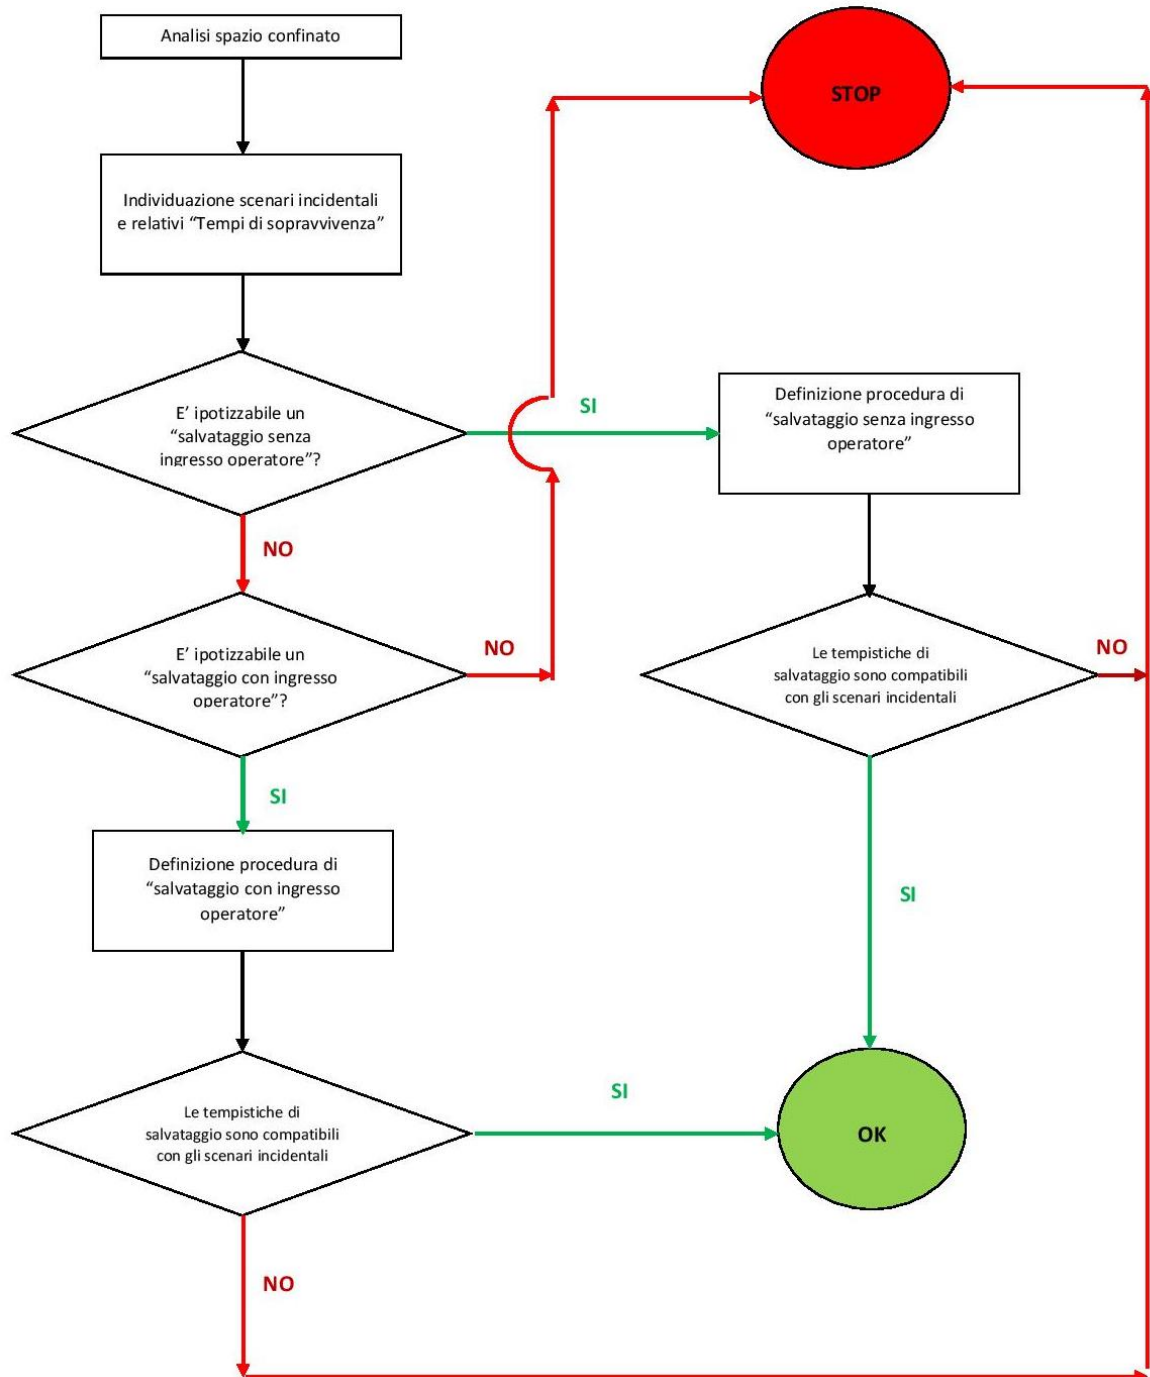 Analisi spazio confinato
STOP
Individuazione scenari incidentali
e relativi “Tempi di sopravvivenza”
E’ ipotizzabile un
“salvataggio senza
ingresso operatore”?
SI
Definizione procedura di
“salvataggio senza ingresso
operatore”
NO
E’ ipotizzabile un
“salvataggio con ingresso
operatore”?
NO
Le tempistiche di
salvataggio sono compatibili
con gli scenari incidentali
NO
SI
Definizione procedura di
“salvataggio con ingresso
operatore”
SI
Le tempistiche di
salvataggio sono compatibili
con gli scenari incidentali
SI
OK
NO